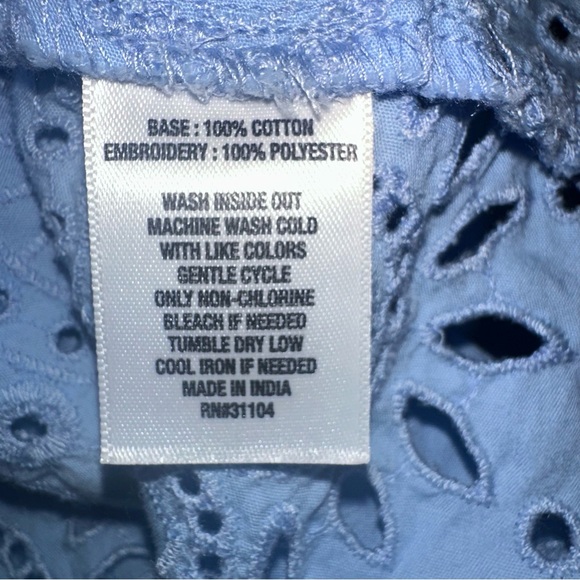 BASE : 100% COTTON
EMBROIDERY : 100% POLYESTER
WASH INSIDE OUT
MACHINE WASH COLD
WITH LIKE COLORS
GENTLE CYCLE
ONLY NON-CHLORINE
BLEACH IF NEEDED
TUMBLE DRY LOW
COOL IRON IF NEEDED
MADE IN INDIA
RN#31104